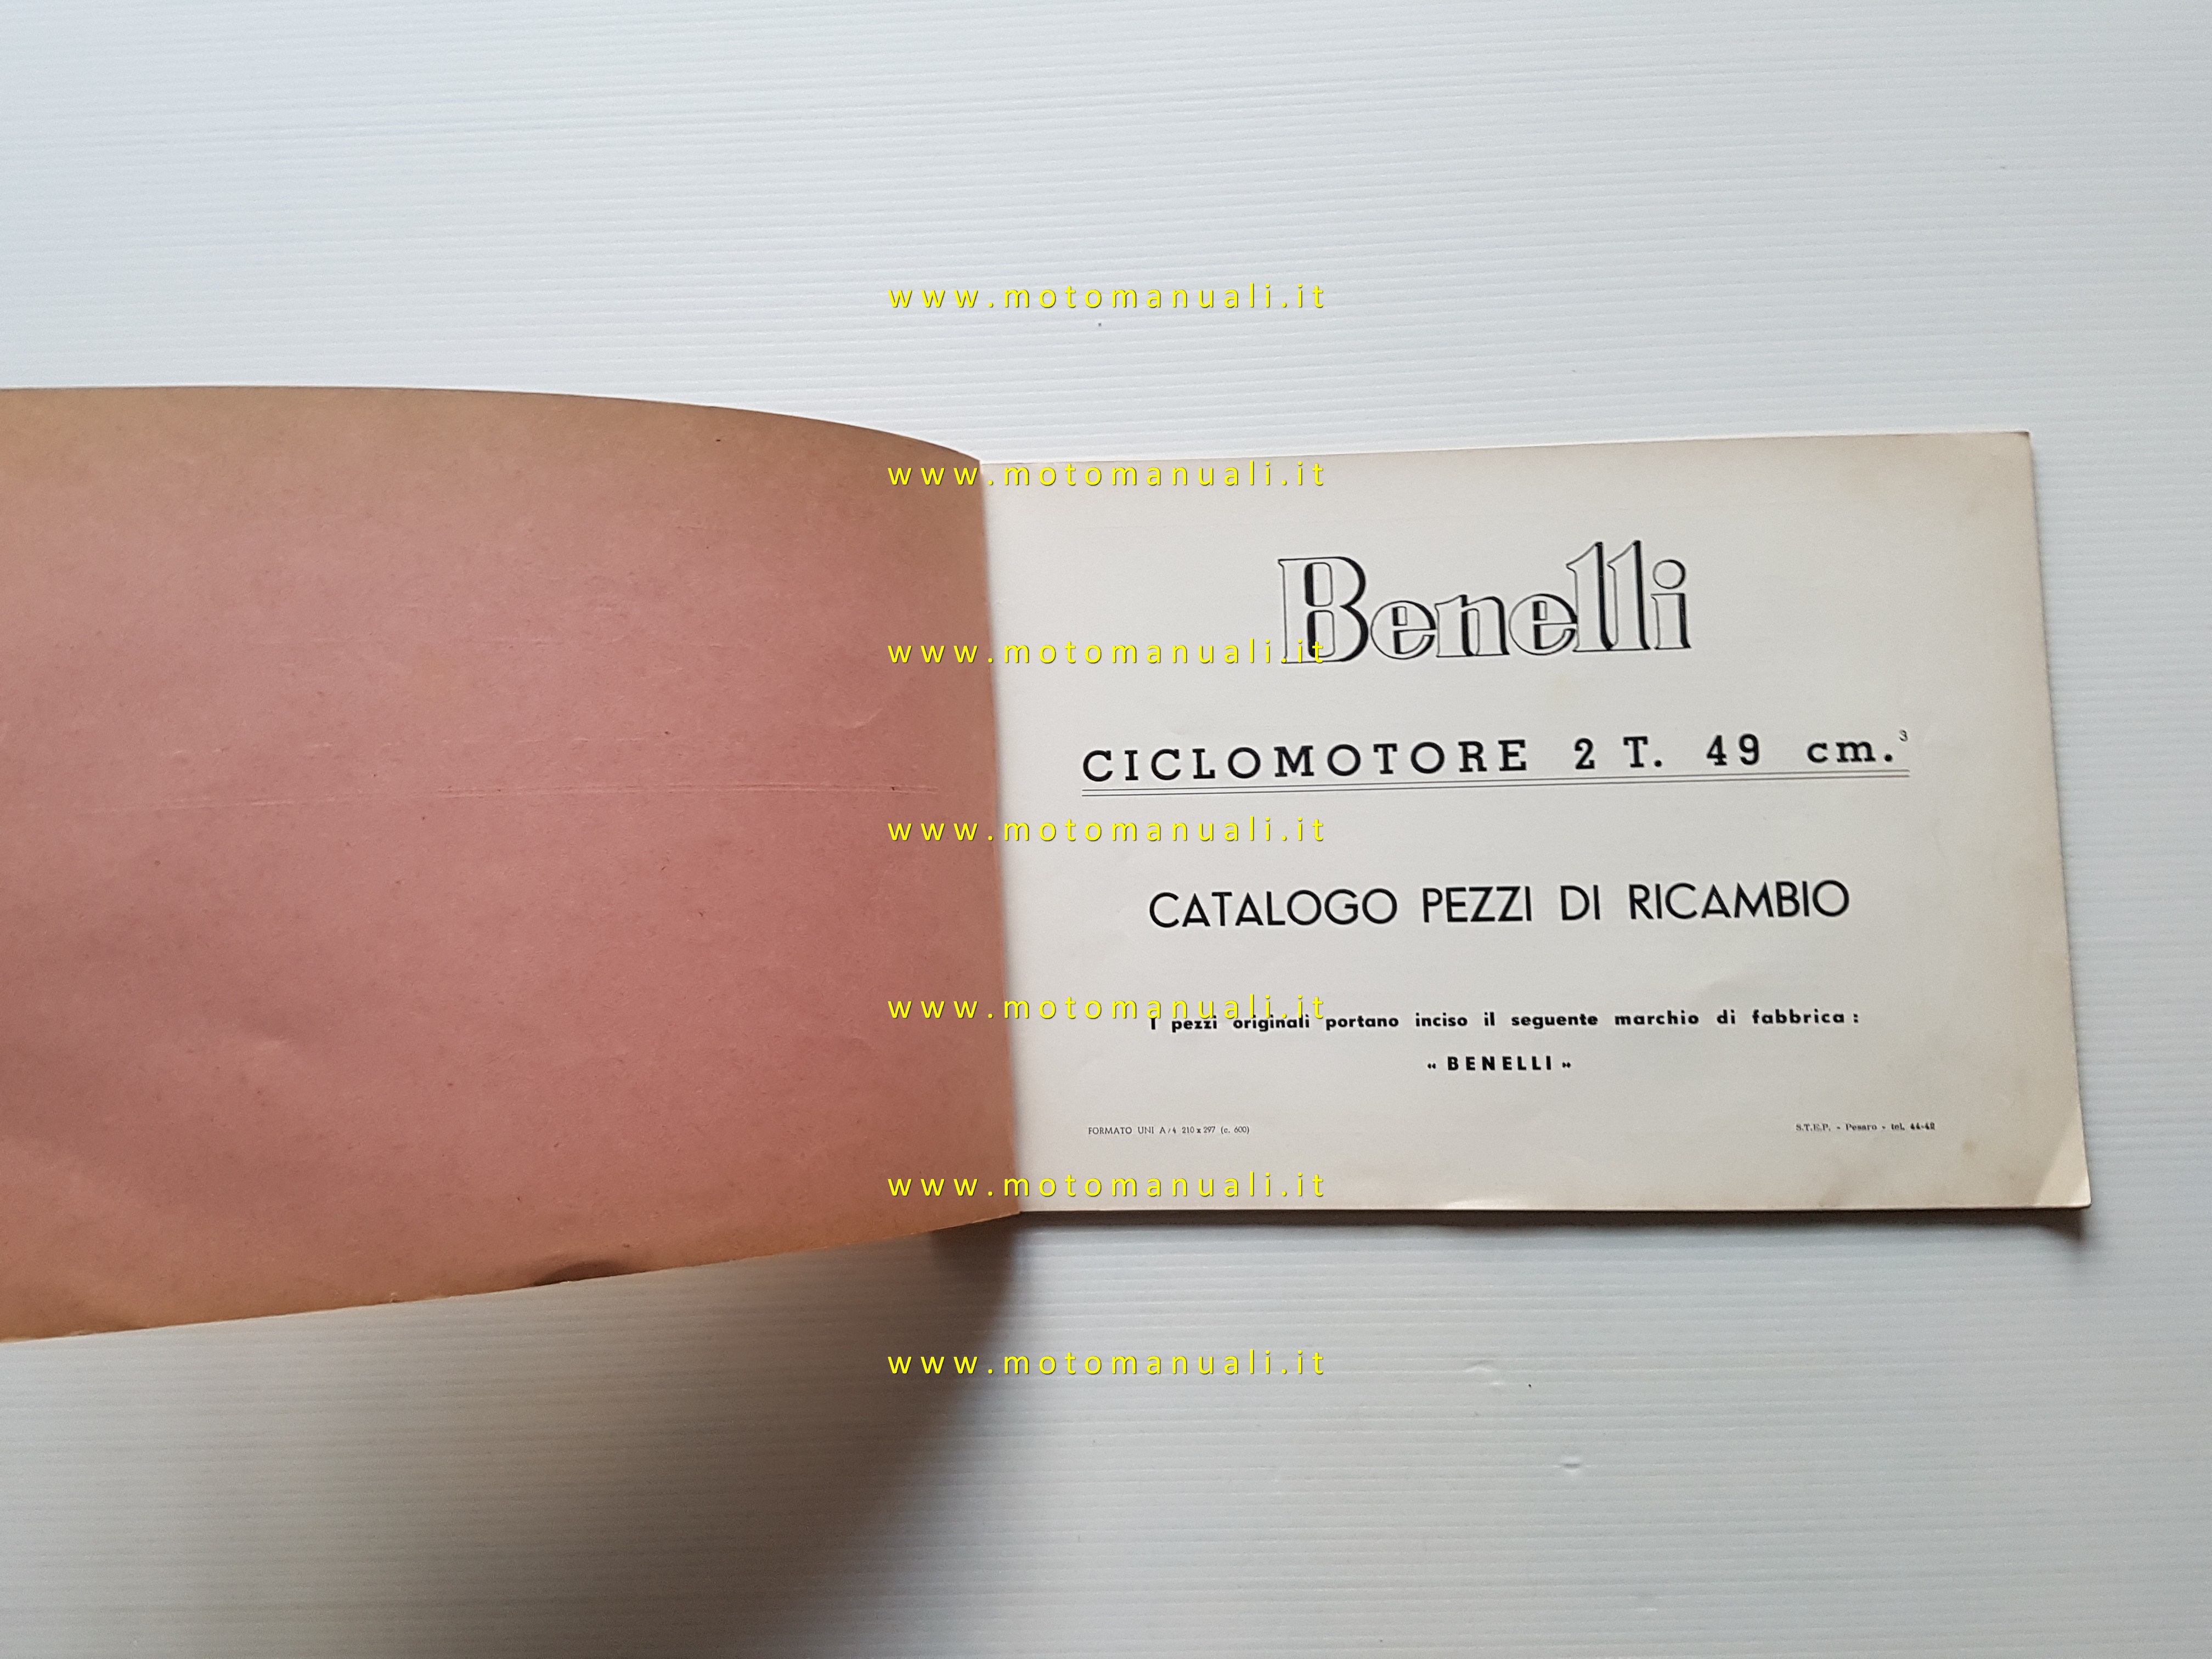 www.motomanuali.it
www.motomanuali.it
Benelli
www.motomanuali.it
CICLOMOTORE 2 T. 49 cm.³
www.motomanuali.it
CATALOGO PEZZI DI RICAMBIO
www.motomanuali.it
I pezzi originali portano inciso il seguente marchio di fabbrica :
« BENELLI »
FORMATO UNI A/4 210 x 297 (c. 600)
S.T.E.P. - Pesaro - tel. 44-42
www.motomanuali.it
www.motomanuali.it